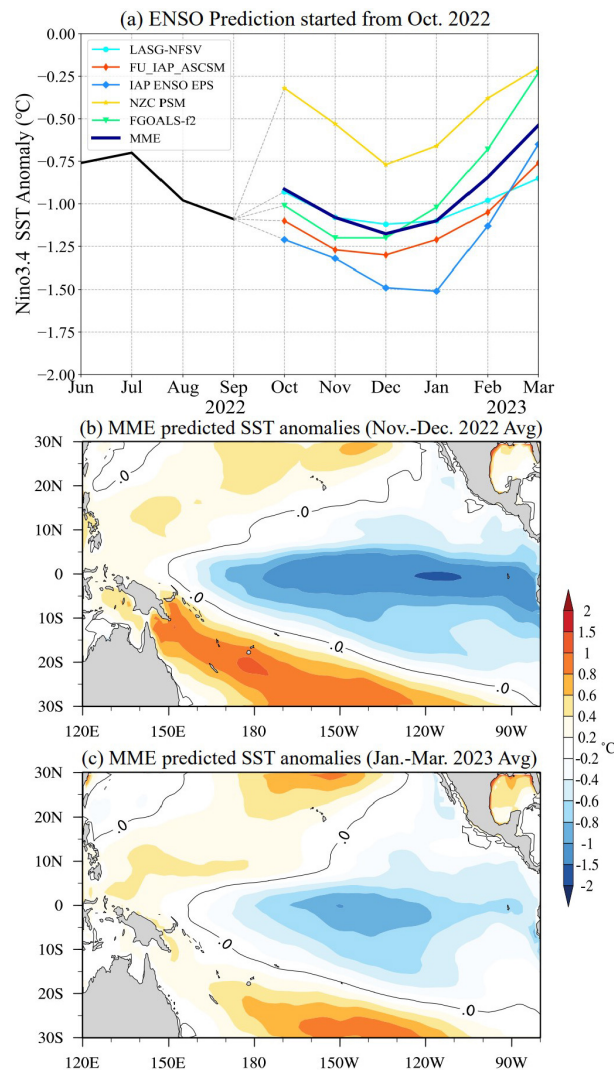 (a) ENSO Prediction started from Oct. 2022
Nino3.4 SST Anomaly (°C)
0.00
−0.25
−0.50
−0.75
−1.00
−1.25
−1.50
−1.75
−2.00
LASG-NFSV
FU_IAP_ASCSM
IAP ENSO EPS
NZC PSM
FGOALS-f2
MME
Jun Jul Aug Sep Oct Nov Dec Jan Feb Mar
2022 2023
(b) MME predicted SST anomalies (Nov.-Dec. 2022 Avg)
30N
20N
10N
0
10S
20S
30S
.0
.0
.0
.0
120E 150E 180 150W 120W 90W
(c) MME predicted SST anomalies (Jan.-Mar. 2023 Avg)
30N
20N
10N
0
10S
20S
30S
.0
.0
.0
.0
120E 150E 180 150W 120W 90W
2
1.5
1
0.8
0.6
0.4
0.2
-0.2
-0.4
-0.6
-0.8
-1
-1.5
-2
°C